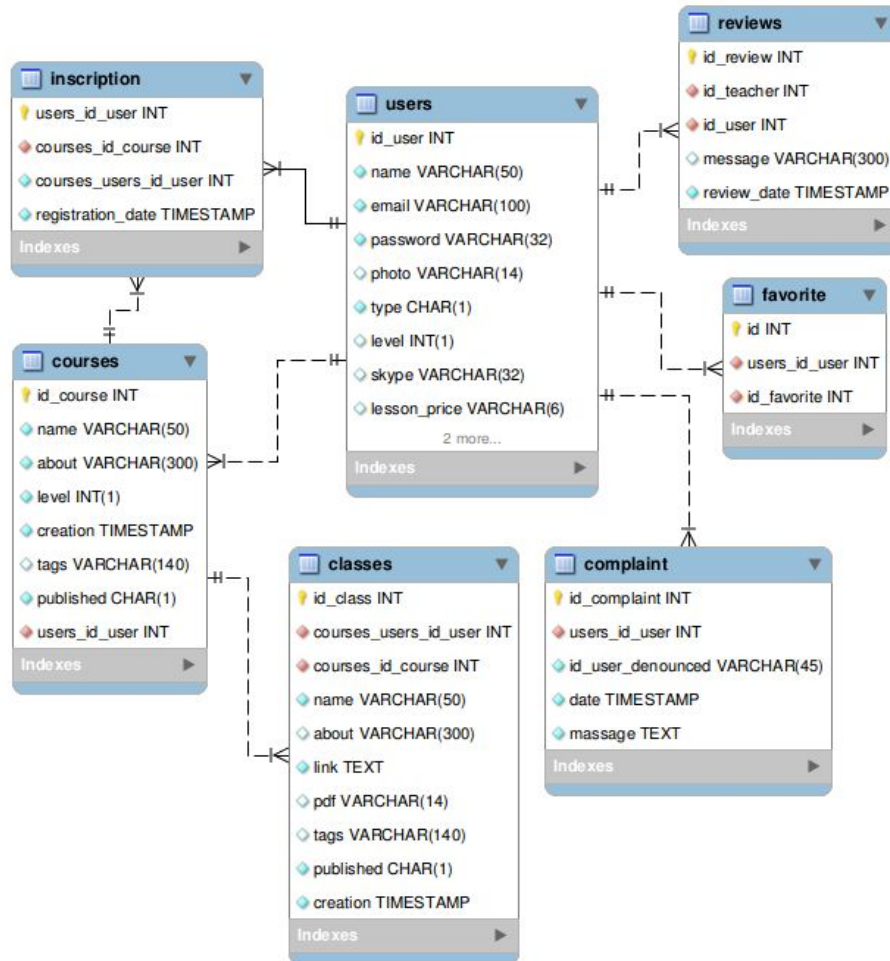 inscription
users_id_user INT
courses_id_course INT
courses_users_id_user INT
registration_date TIMESTAMP
Indexes
users
id_user INT
name VARCHAR(50)
email VARCHAR(100)
password VARCHAR(32)
photo VARCHAR(14)
type CHAR(1)
level INT(1)
skype VARCHAR(32)
lesson_price VARCHAR(6)
2 more...
Indexes
reviews
id_review INT
id_teacher INT
id_user INT
message VARCHAR(300)
review_date TIMESTAMP
Indexes
favorite
id INT
users_id_user INT
id_favorite INT
Indexes
courses
id_course INT
name VARCHAR(50)
about VARCHAR(300)
level INT(1)
creation TIMESTAMP
tags VARCHAR(140)
published CHAR(1)
users_id_user INT
Indexes
classes
id_class INT
courses_users_id_user INT
courses_id_course INT
name VARCHAR(50)
about VARCHAR(300)
link TEXT
pdf VARCHAR(14)
tags VARCHAR(140)
published CHAR(1)
creation TIMESTAMP
Indexes
complaint
id_complaint INT
users_id_user INT
id_user_denounced VARCHAR(45)
date TIMESTAMP
massage TEXT
Indexes